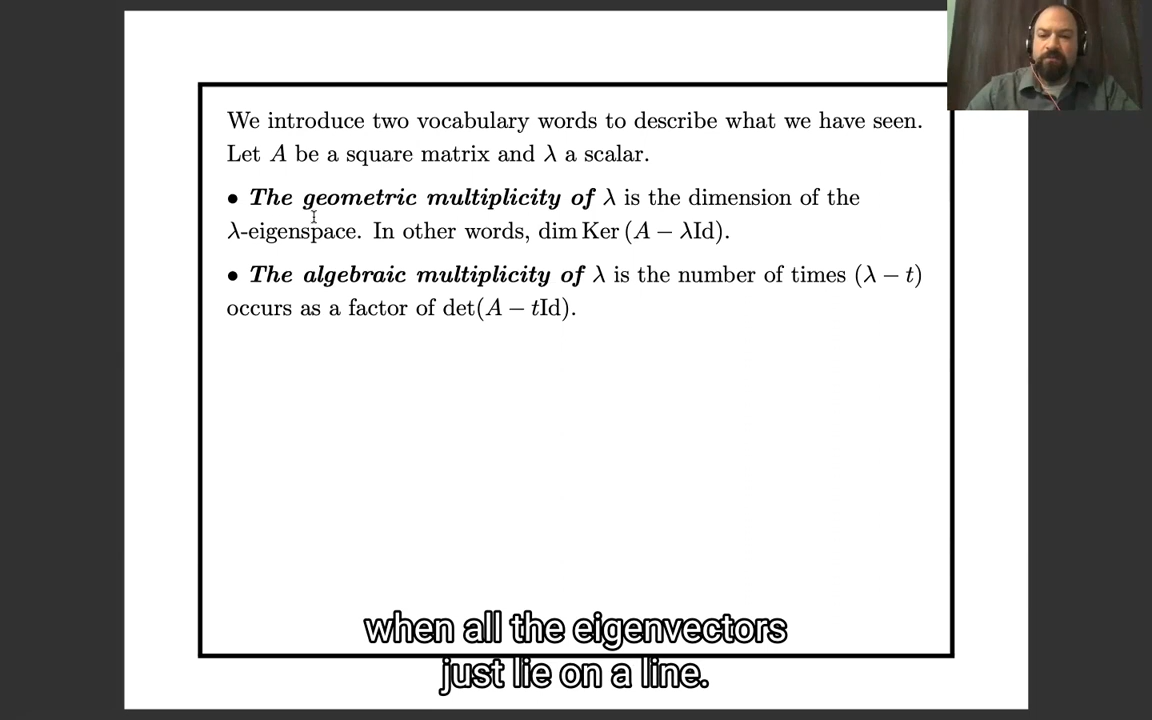 We introduce two vocabulary words to describe what we have seen.
Let A be a square matrix and λ a scalar.
• The geometric multiplicity of λ is the dimension of the
λ-eigenspace. In other words, dim Ker (A − λId).
• The algebraic multiplicity of λ is the number of times (λ − t)
occurs as a factor of det(A − tId).
when all the eigenvectors
just lie on a line.